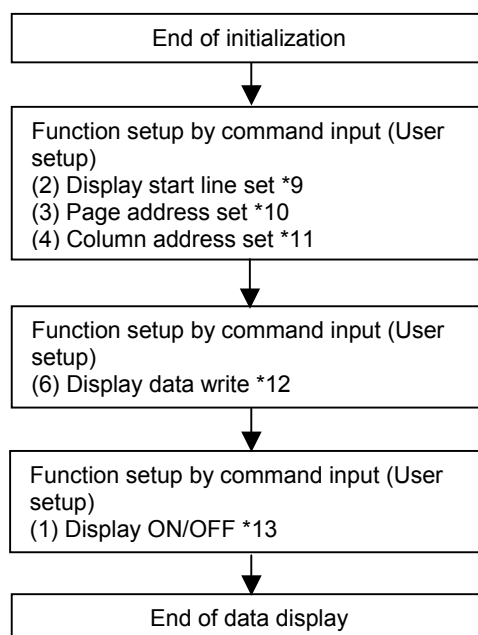 End of initialization
Function setup by command input (User
setup)
(2) Display start line set *9
(3) Page address set *10
(4) Column address set *11
Function setup by command input (User
setup)
(6) Display data write *12
Function setup by command input (User
setup)
(1) Display ON/OFF *13
End of data display